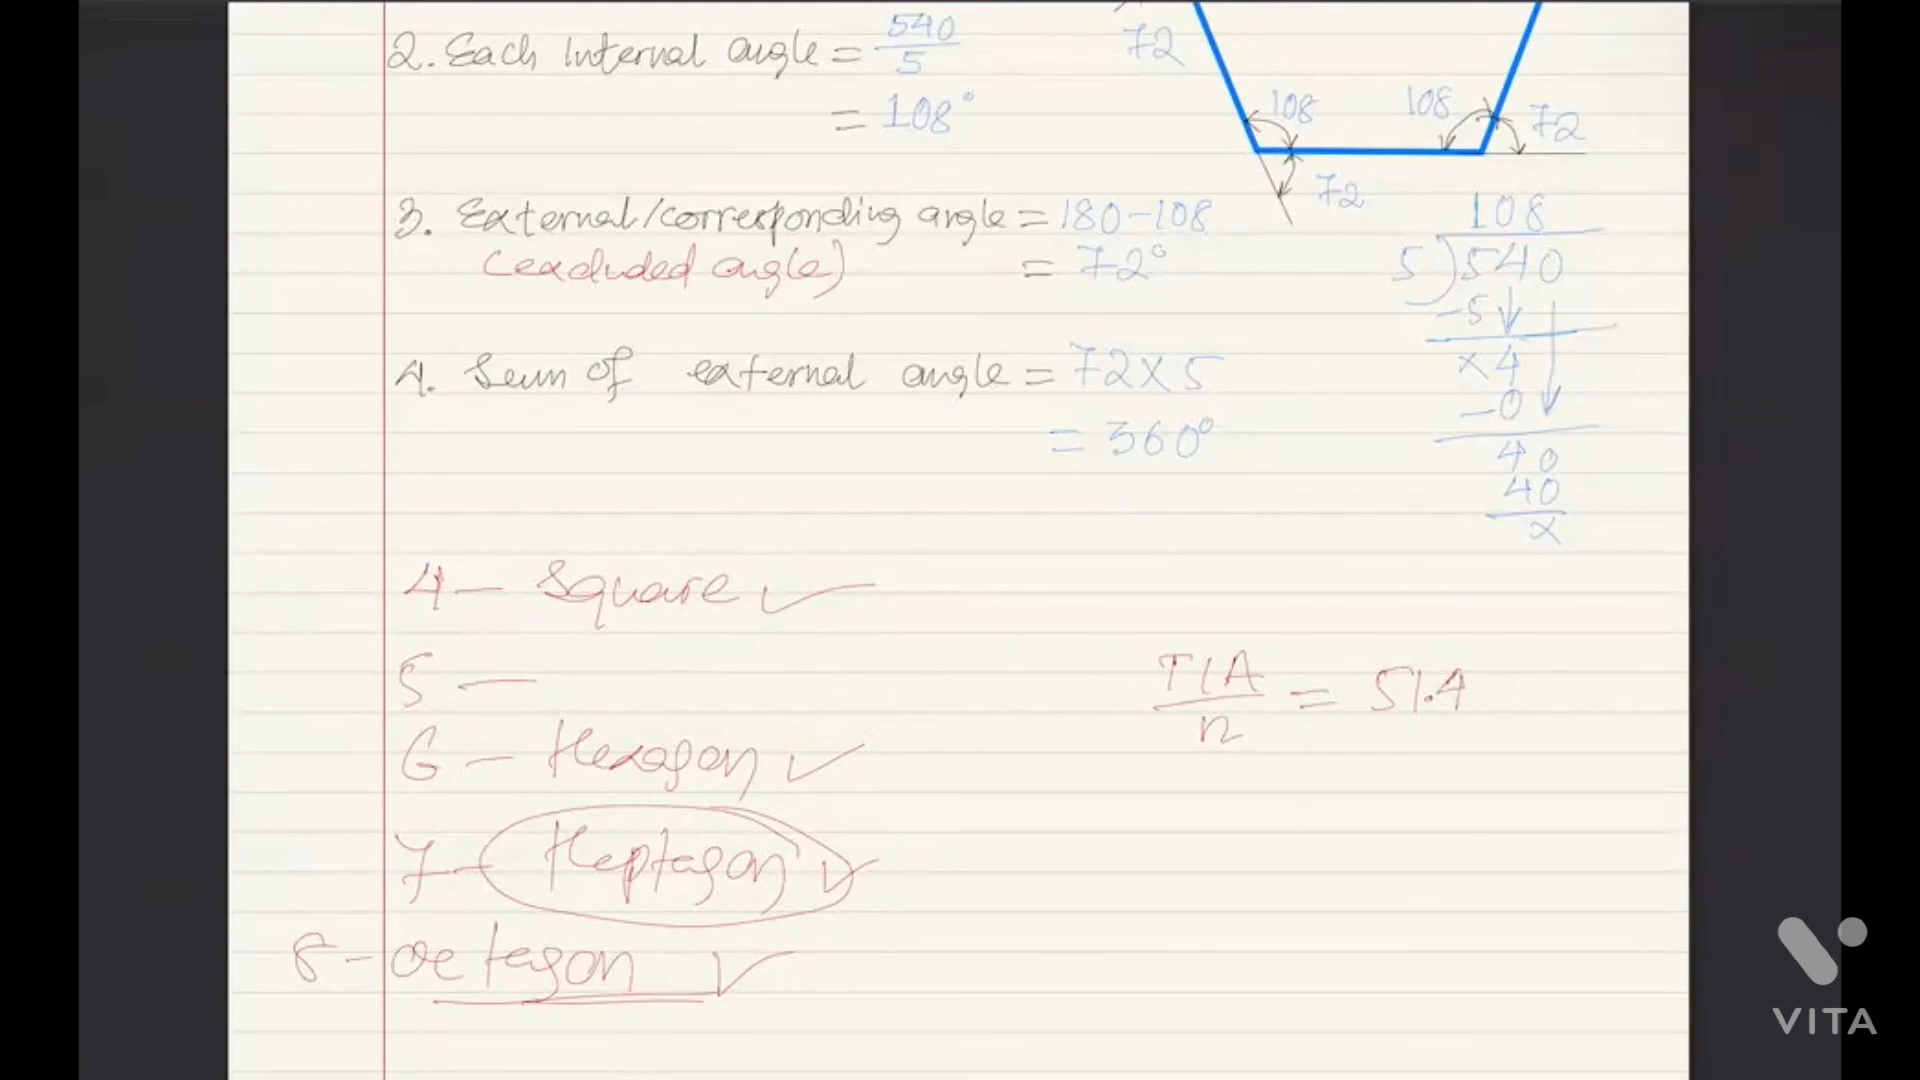 2. Each Internal angle = 540/5
= 108°
72
108 108 72
72
3. External/corresponding angle = 180-108
(excluded angle) = 72°
4. Sum of external angle = 72 x 5
= 360°
108
5)540
-5
x4
-0
40
40
x
4 - Square ✓
5 -
TIA/n = 51.4
6 - Hexagon ✓
7 - Heptagon ✓
8 - octagon ✓
VITA